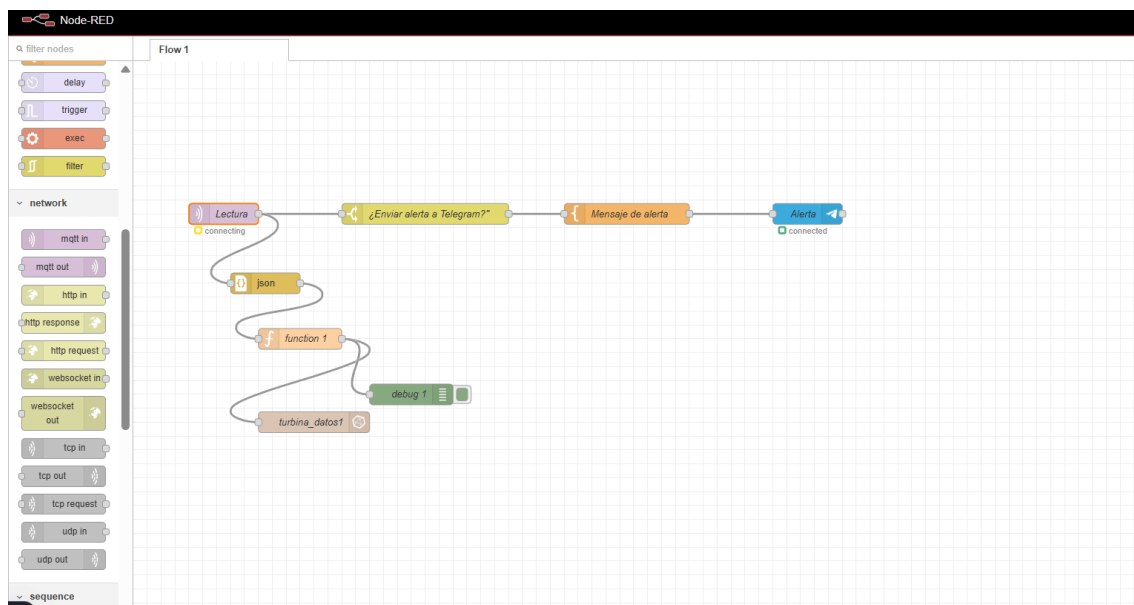 Node-RED
filter nodes
Flow 1
delay
trigger
exec
filter
network
mqtt in
mqtt out
http in
http response
http request
websocket in
websocket
out
tcp in
tcp out
tcp request
udp in
udp out
sequence
Lectura
connecting
¿Enviar alerta a Telegram?"
Mensaje de alerta
Alerta
connected
json
function 1
debug 1
turbina_datos1